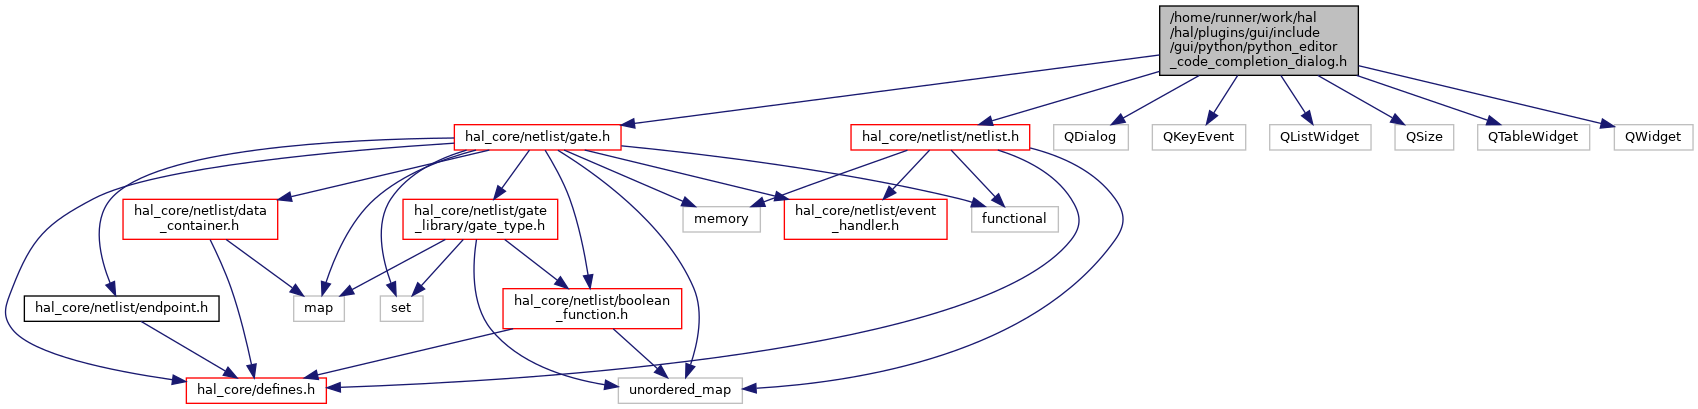 /home/runner/work/hal
/hal/plugins/gui/include
/gui/python/python_editor
_code_completion_dialog.h
hal_core/netlist/gate.h
hal_core/netlist/netlist.h
QDialog
QKeyEvent
QListWidget
QSize
QTableWidget
QWidget
hal_core/netlist/data
_container.h
hal_core/netlist/gate
_library/gate_type.h
memory
hal_core/netlist/event
_handler.h
functional
hal_core/netlist/endpoint.h
map
set
hal_core/netlist/boolean
_function.h
hal_core/defines.h
unordered_map